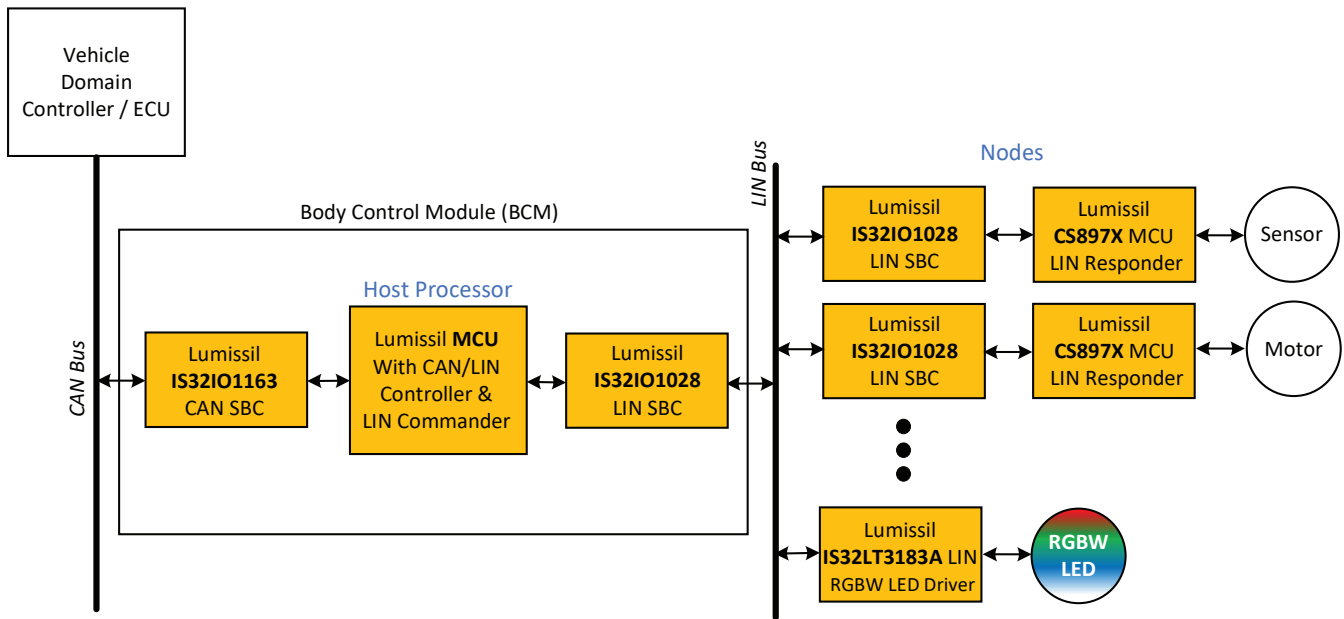 Vehicle
Domain
Controller / ECU
CAN Bus
Body Control Module (BCM)
Host Processor
Lumissil
IS32IO1163
CAN SBC
Lumissil MCU
With CAN/LIN
Controller &
LIN Commander
Lumissil
IS32IO1028
LIN SBC
LIN Bus
Nodes
Lumissil
IS32IO1028
LIN SBC
Lumissil
CS897X MCU
LIN Responder
Sensor
Lumissil
IS32IO1028
LIN SBC
Lumissil
CS897X MCU
LIN Responder
Motor
Lumissil
IS32LT3183A LIN
RGBW LED Driver
RGBW
LED